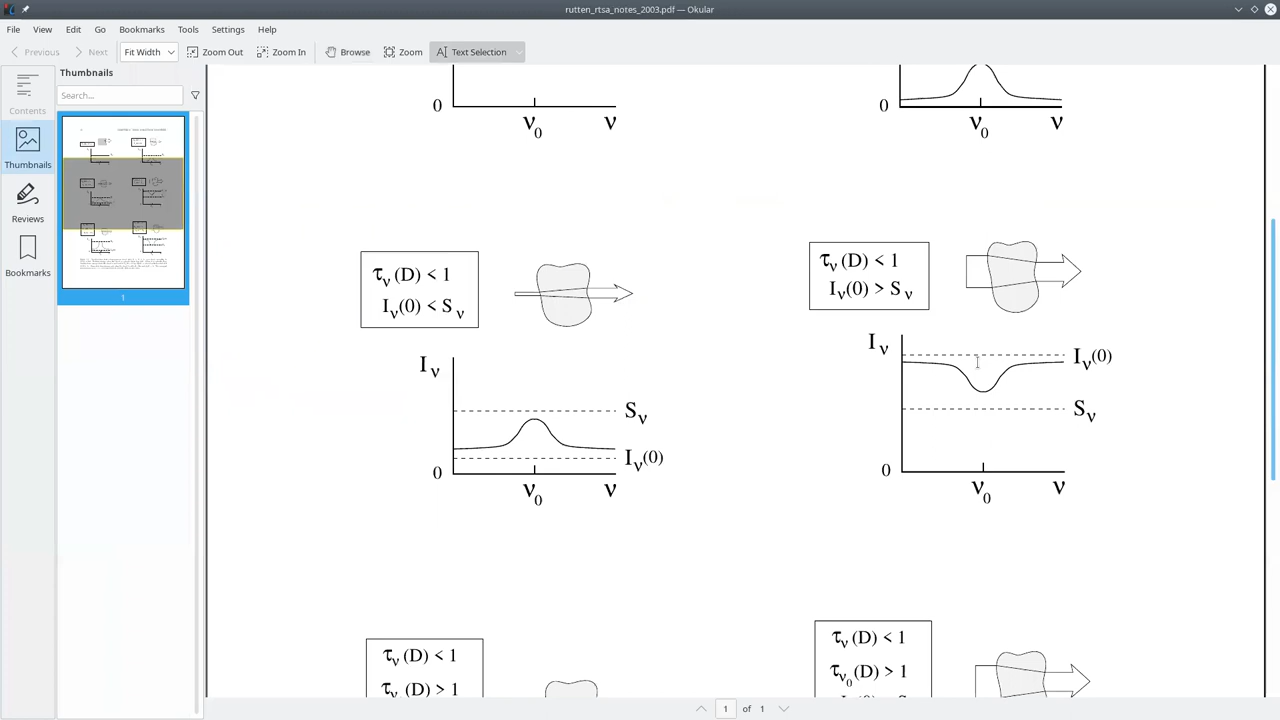 rutten_rtsa_notes_2003.pdf — Okular
File View Edit Go Bookmarks Tools Settings Help
Previous Next Fit Width Zoom Out Zoom In Browse Zoom Text Selection
Contents
Thumbnails
Reviews
Bookmarks
Thumbnails
Search...
1
0
ν0 ν
0
ν0 ν
τν(D) < 1
Iν(0) < Sν
Iν
Sν
Iν(0)
0
ν0 ν
τν(D) < 1
Iν(0) > Sν
Iν
Iν(0)
Sν
0
ν0 ν
τν(D) < 1
τν (D) > 1
τν(D) < 1
τν0(D) > 1
1 of 1